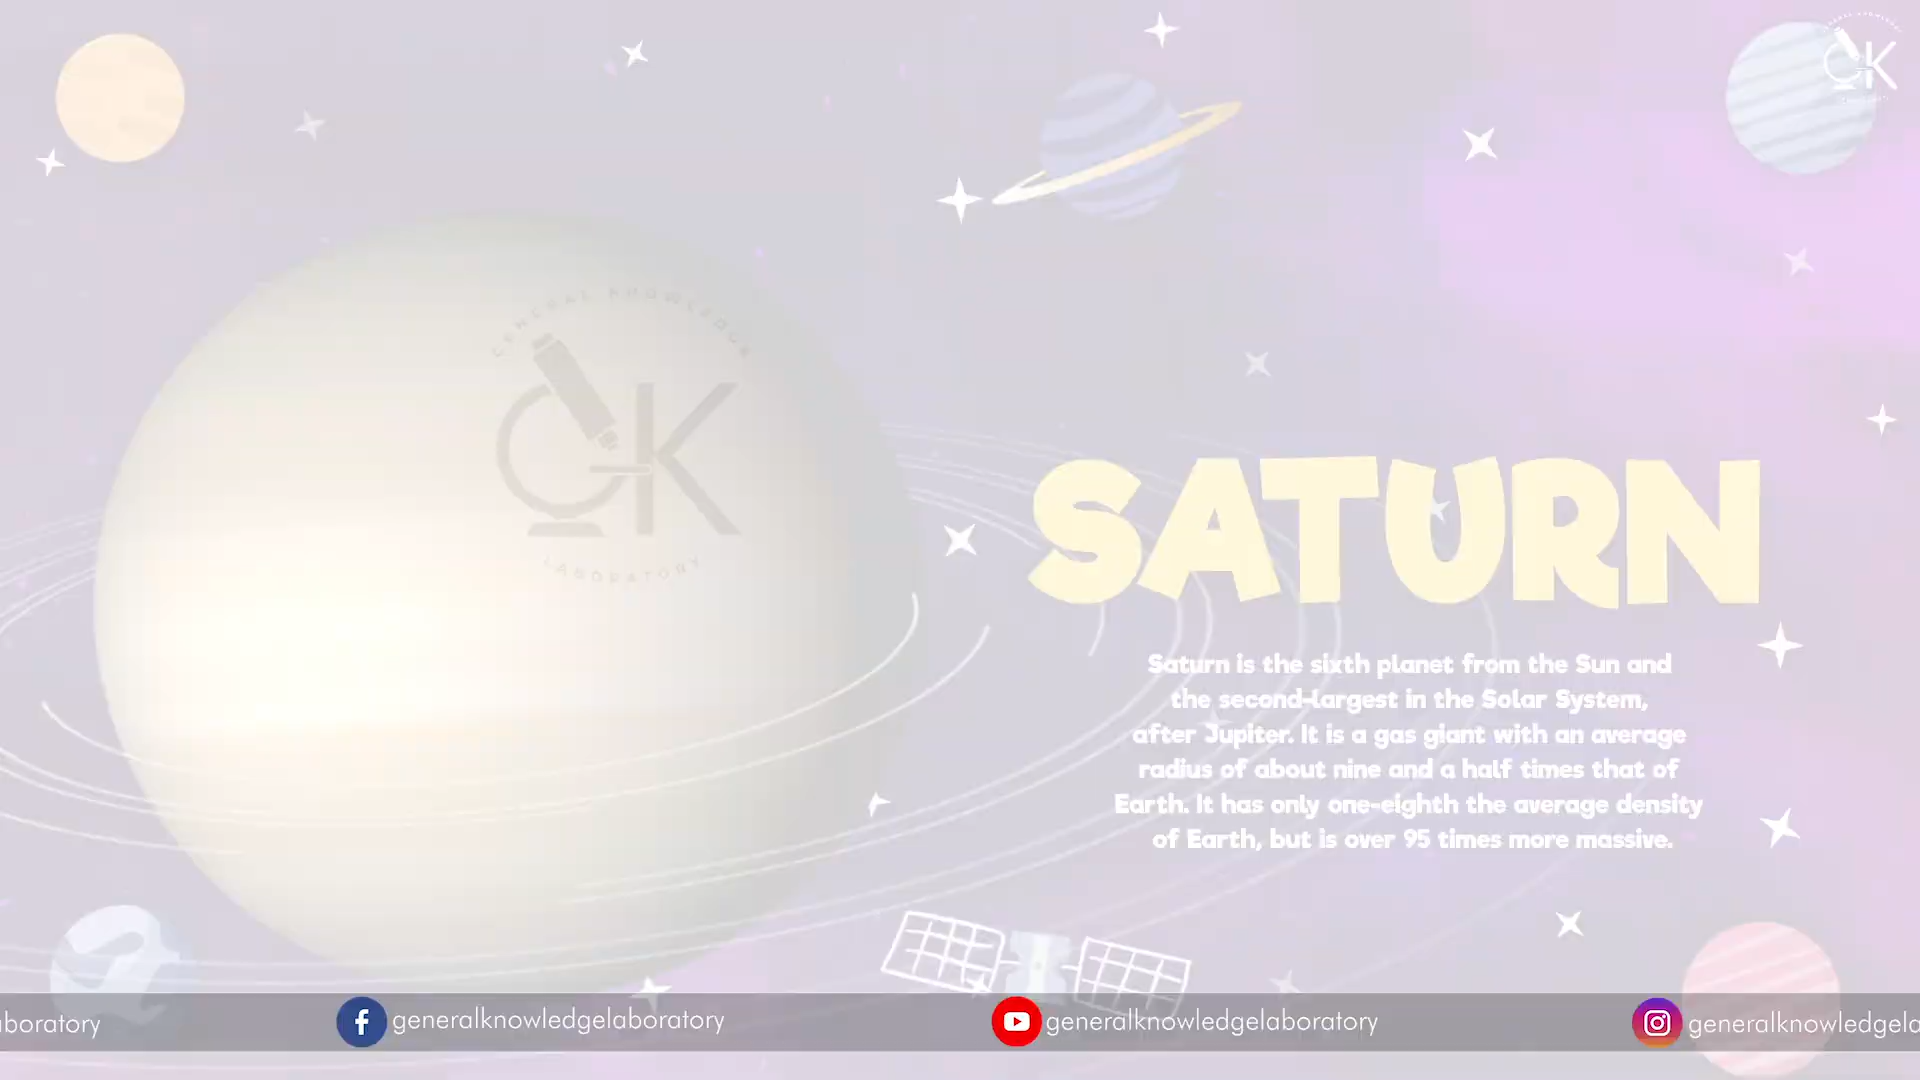 GK
GENERAL KNOWLEDGE
GK
LABORATORY
SATURN
Saturn is the sixth planet from the Sun and
the second-largest in the Solar System,
after Jupiter. It is a gas giant with an average
radius of about nine and a half times that of
Earth. It has only one-eighth the average density
of Earth, but is over 95 times more massive.
boratory
generalknowledgelaboratory
generalknowledgelaboratory
generalknowledgela